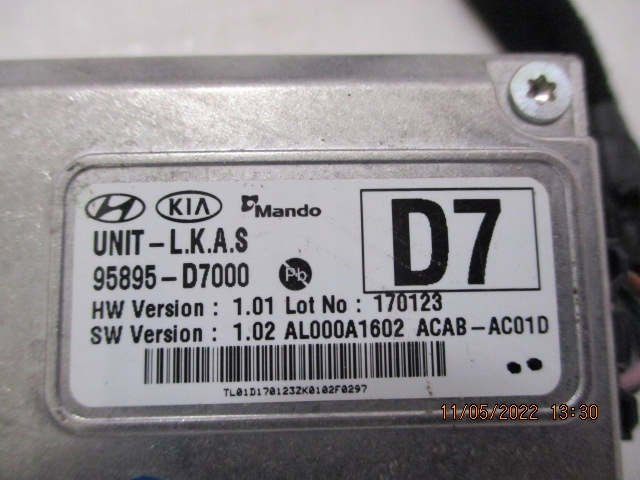 KIA Mando
D7
UNIT-L.K.A.S
95895-D7000 Pb
HW Version : 1.01 Lot No : 170123
SW Version : 1.02 AL000A1602 ACAB-AC01D
TL01D170123ZK0102F0297
11/05/2022 13:30